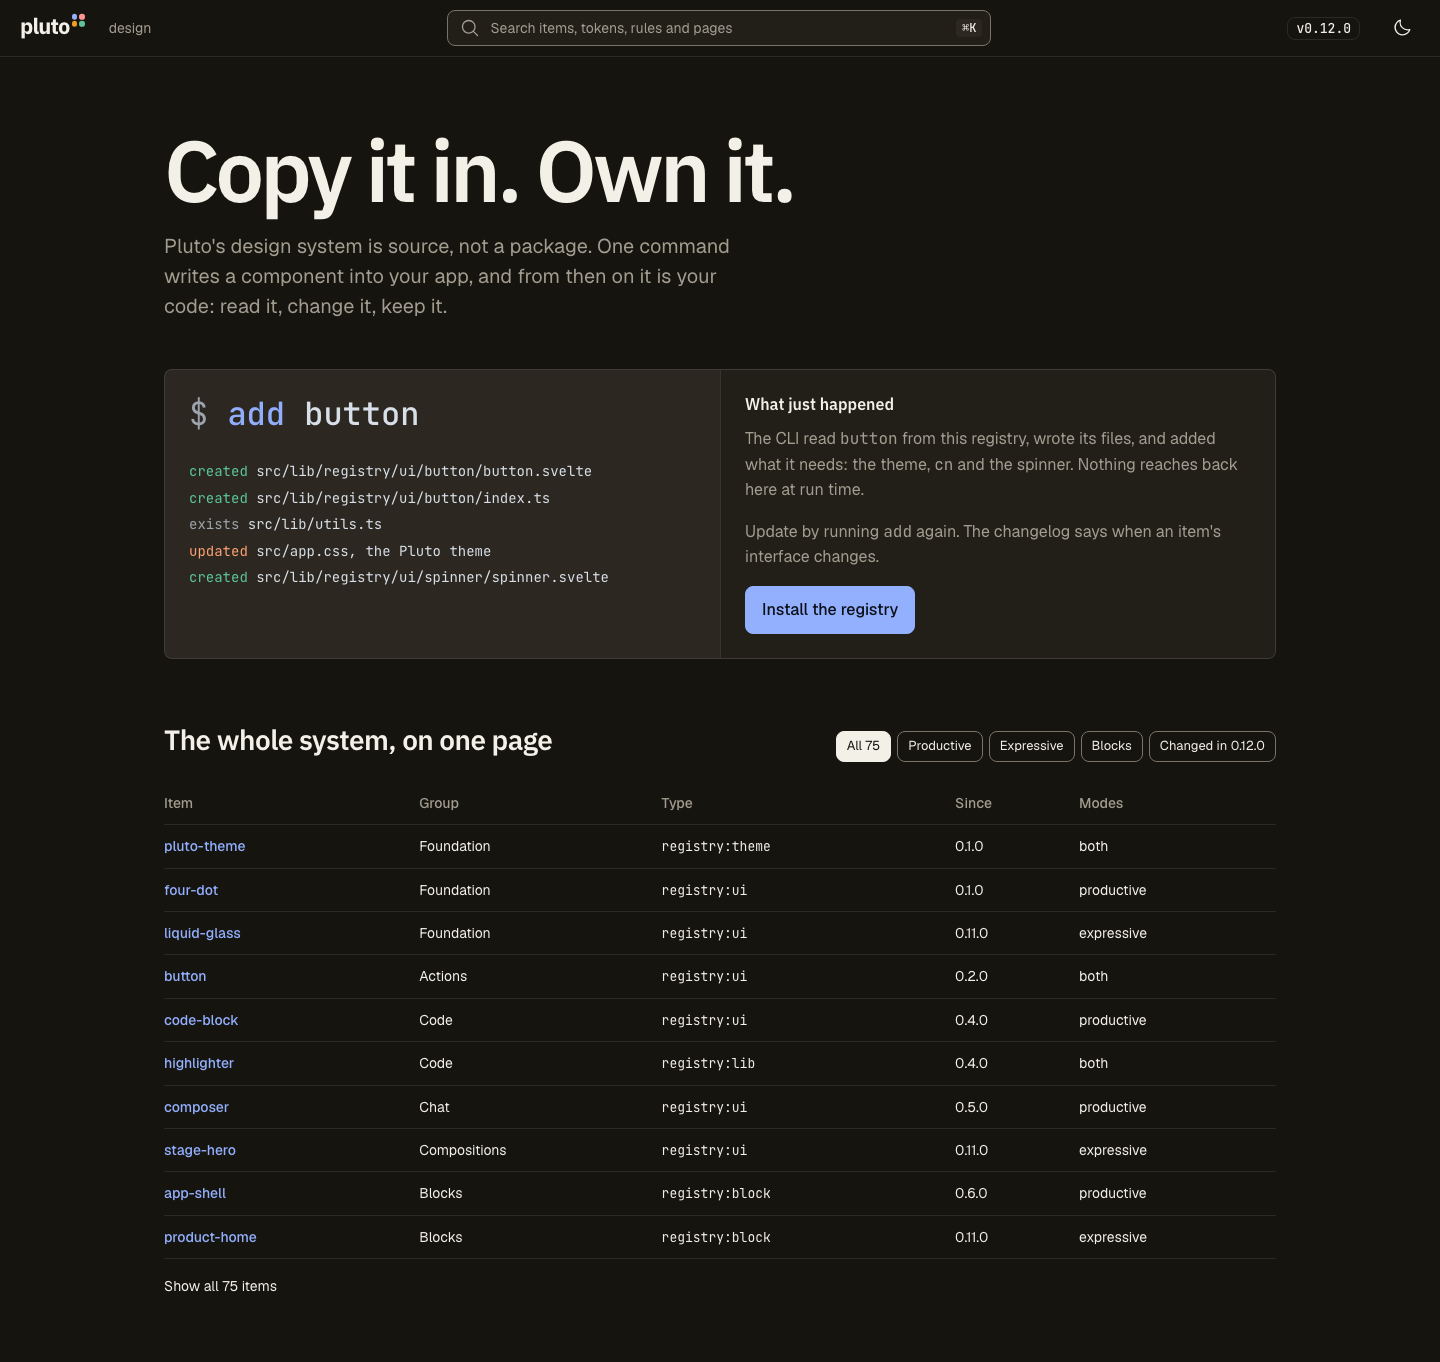 pluto design
Search items, tokens, rules and pages ⌘K
v0.12.0
Copy it in. Own it.
Pluto's design system is source, not a package. One command
writes a component into your app, and from then on it is your
code: read it, change it, keep it.
$ add button
created src/lib/registry/ui/button/button.svelte
created src/lib/registry/ui/button/index.ts
exists src/lib/utils.ts
updated src/app.css, the Pluto theme
created src/lib/registry/ui/spinner/spinner.svelte
What just happened
The CLI read button from this registry, wrote its files, and added
what it needs: the theme, cn and the spinner. Nothing reaches back
here at run time.
Update by running add again. The changelog says when an item's
interface changes.
Install the registry
The whole system, on one page
All 75 Productive Expressive Blocks Changed in 0.12.0
Item Group Type Since Modes
pluto-theme Foundation registry:theme 0.1.0 both
four-dot Foundation registry:ui 0.1.0 productive
liquid-glass Foundation registry:ui 0.11.0 expressive
button Actions registry:ui 0.2.0 both
code-block Code registry:ui 0.4.0 productive
highlighter Code registry:lib 0.4.0 both
composer Chat registry:ui 0.5.0 productive
stage-hero Compositions registry:ui 0.11.0 expressive
app-shell Blocks registry:block 0.6.0 productive
product-home Blocks registry:block 0.11.0 expressive
Show all 75 items